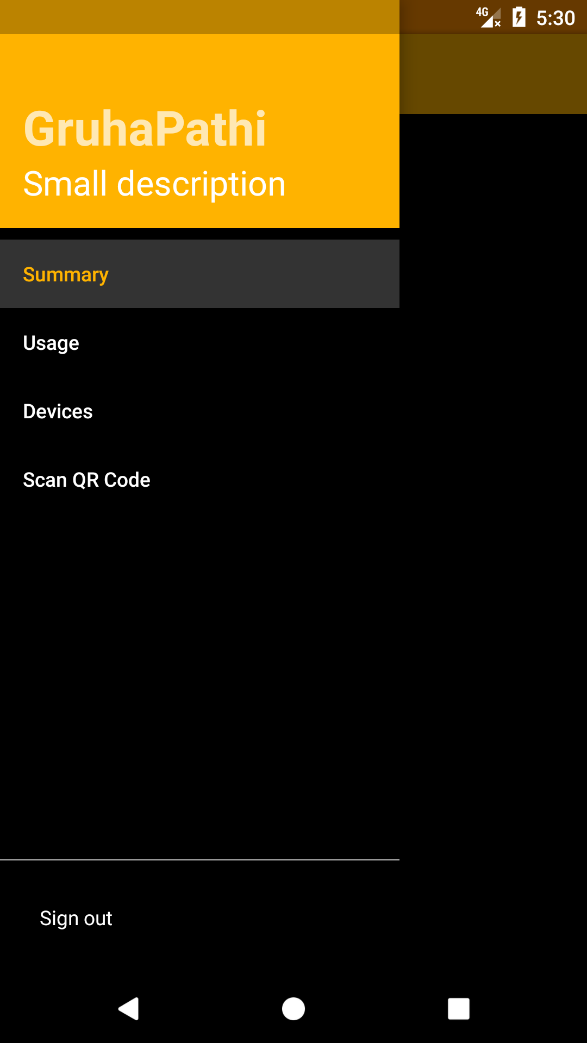 4G 5:30
GruhaPathi
Small description
Summary
Usage
Devices
Scan QR Code
Sign out